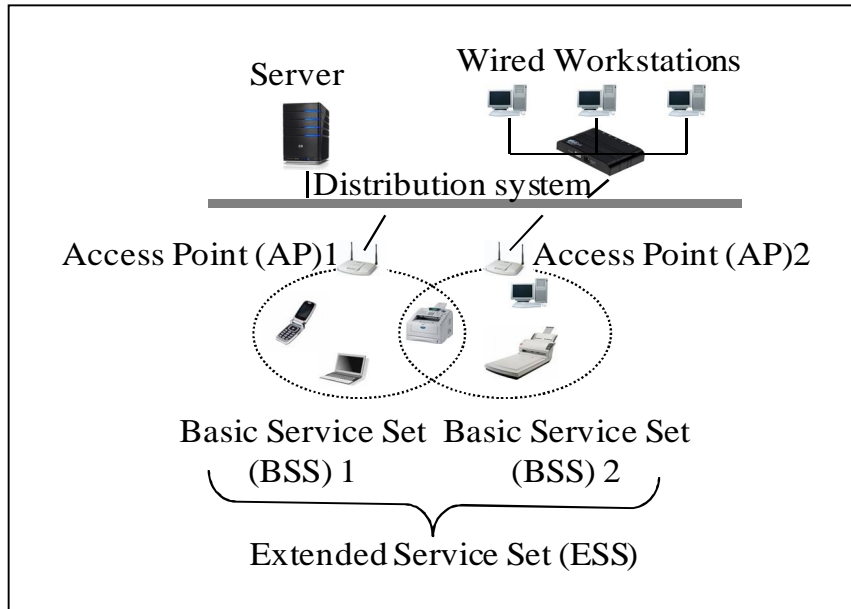 Server
Wired Workstations
Distribution system
Access Point (AP)1
Access Point (AP)2
Basic Service Set
(BSS) 1
Basic Service Set
(BSS) 2
Extended Service Set (ESS)